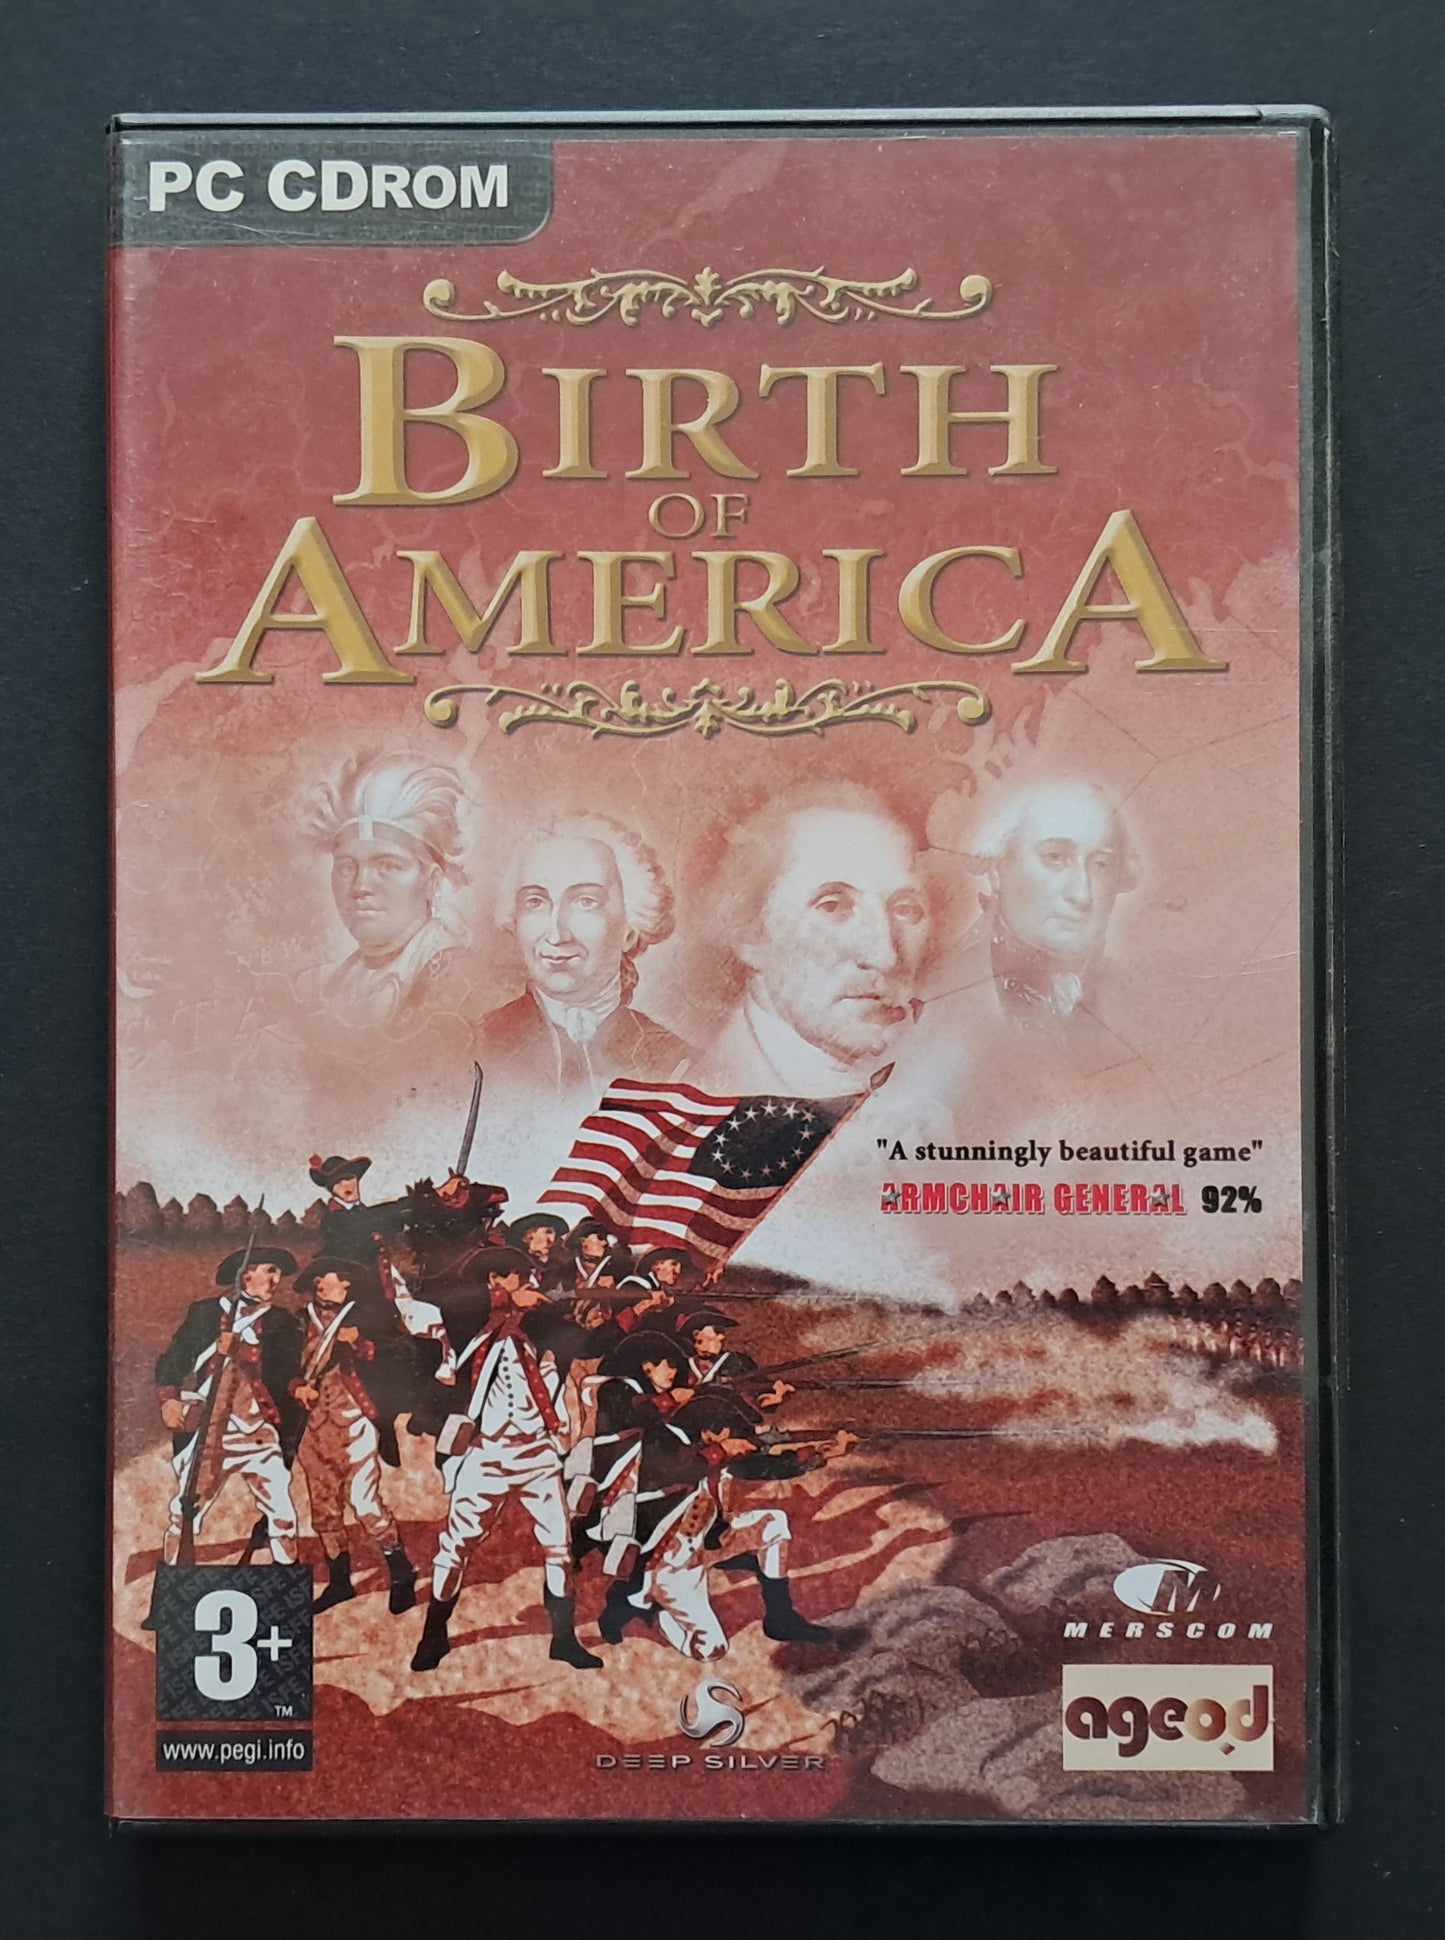 PC CDROM
BIRTH
OF
AMERICA
"A stunningly beautiful game"
ARMCHAIR GENERAL 92%
3+
TM
www.pegi.info
DEEP SILVER
M
MERSCOM
ageod